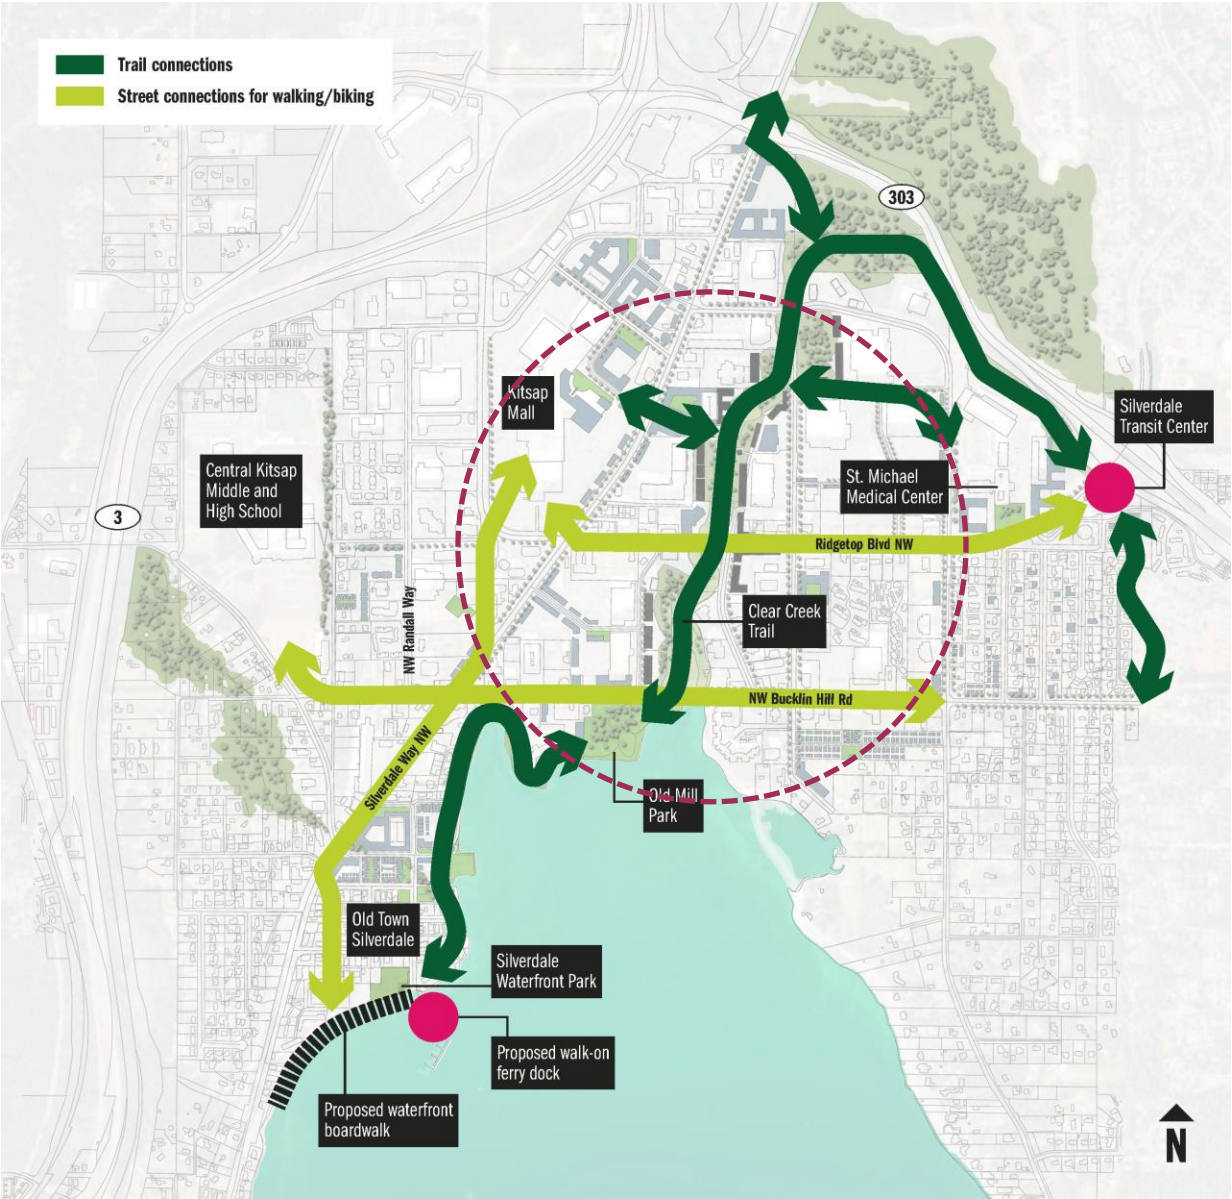 Trail connections
Street connections for walking/biking
303
Kitsap
Mall
Silverdale
Transit Center
Central Kitsap
Middle and
High School
St. Michael
Medical Center
3
Ridgetop Blvd NW
NW Randall Way
Clear Creek
Trail
NW Bucklin Hill Rd
Silverdale Way NW
Old Mill
Park
Old Town
Silverdale
Silverdale
Waterfront Park
Proposed walk-on
ferry dock
Proposed waterfront
boardwalk
N